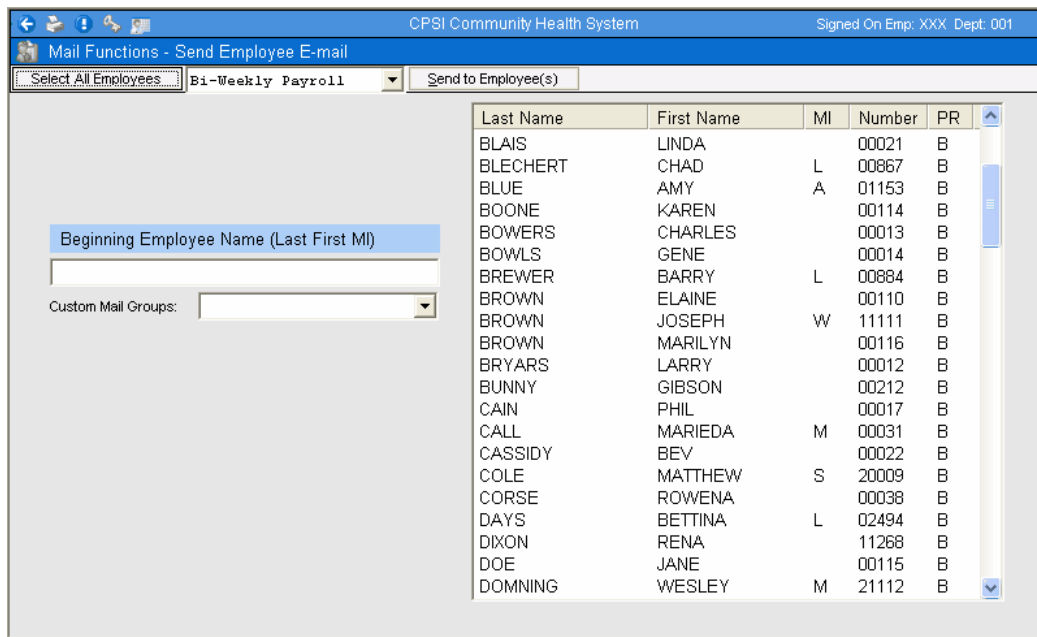 CPSI Community Health System Signed On Emp: XXX Dept: 001
Mail Functions - Send Employee E-mail
Select All Employees Bi-Weekly Payroll Send to Employee(s)
Beginning Employee Name (Last First MI)
Custom Mail Groups:
Last Name First Name MI Number PR
BLAIS LINDA 00021 B
BLECHERT CHAD L 00867 B
BLUE AMY A 01153 B
BOONE KAREN 00114 B
BOWERS CHARLES 00013 B
BOWLS GENE 00014 B
BREWER BARRY L 00884 B
BROWN ELAINE 00110 B
BROWN JOSEPH W 11111 B
BROWN MARILYN 00116 B
BRYARS LARRY 00012 B
BUNNY GIBSON 00212 B
CAIN PHIL 00017 B
CALL MARIEDA M 00031 B
CASSIDY BEV 00022 B
COLE MATTHEW S 20009 B
CORSE ROWENA 00038 B
DAYS BETTINA L 02494 B
DIXON RENA 11268 B
DOE JANE 00115 B
DOMNING WESLEY M 21112 B